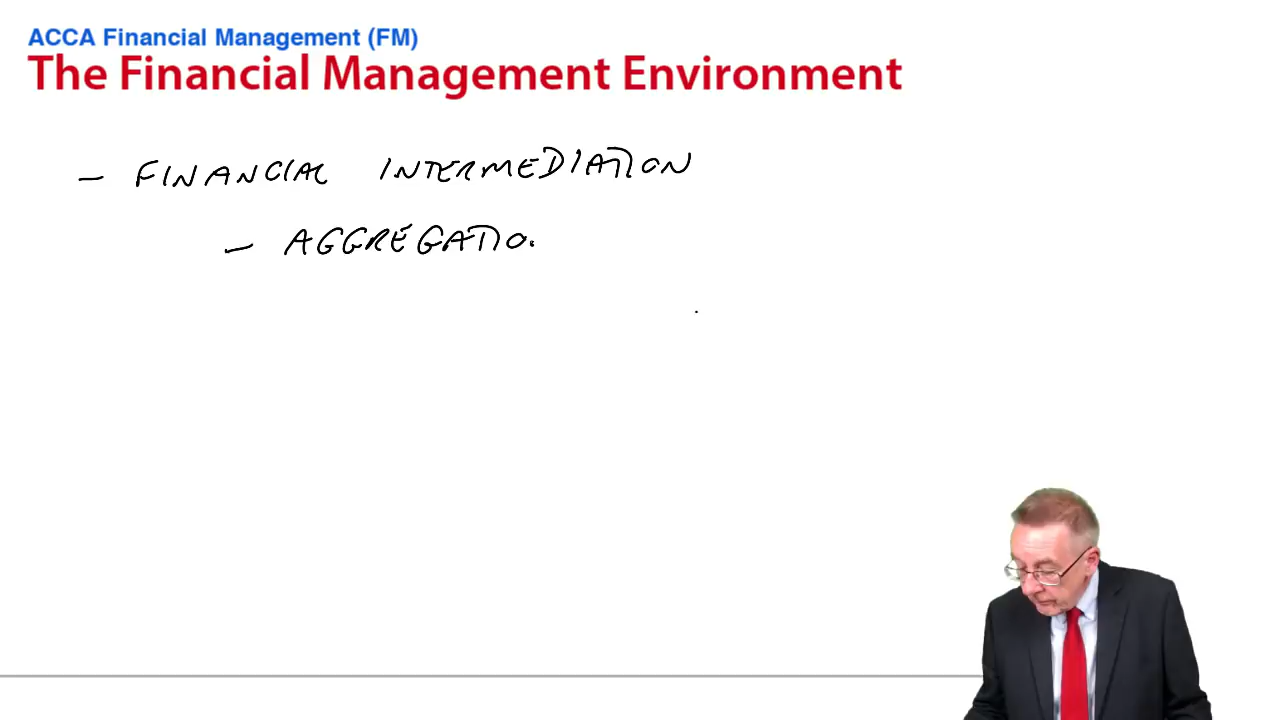 ACCA Financial Management (FM)
The Financial Management Environment
- FINANCIAL INTERMEDIATION
- AGGREGATIO